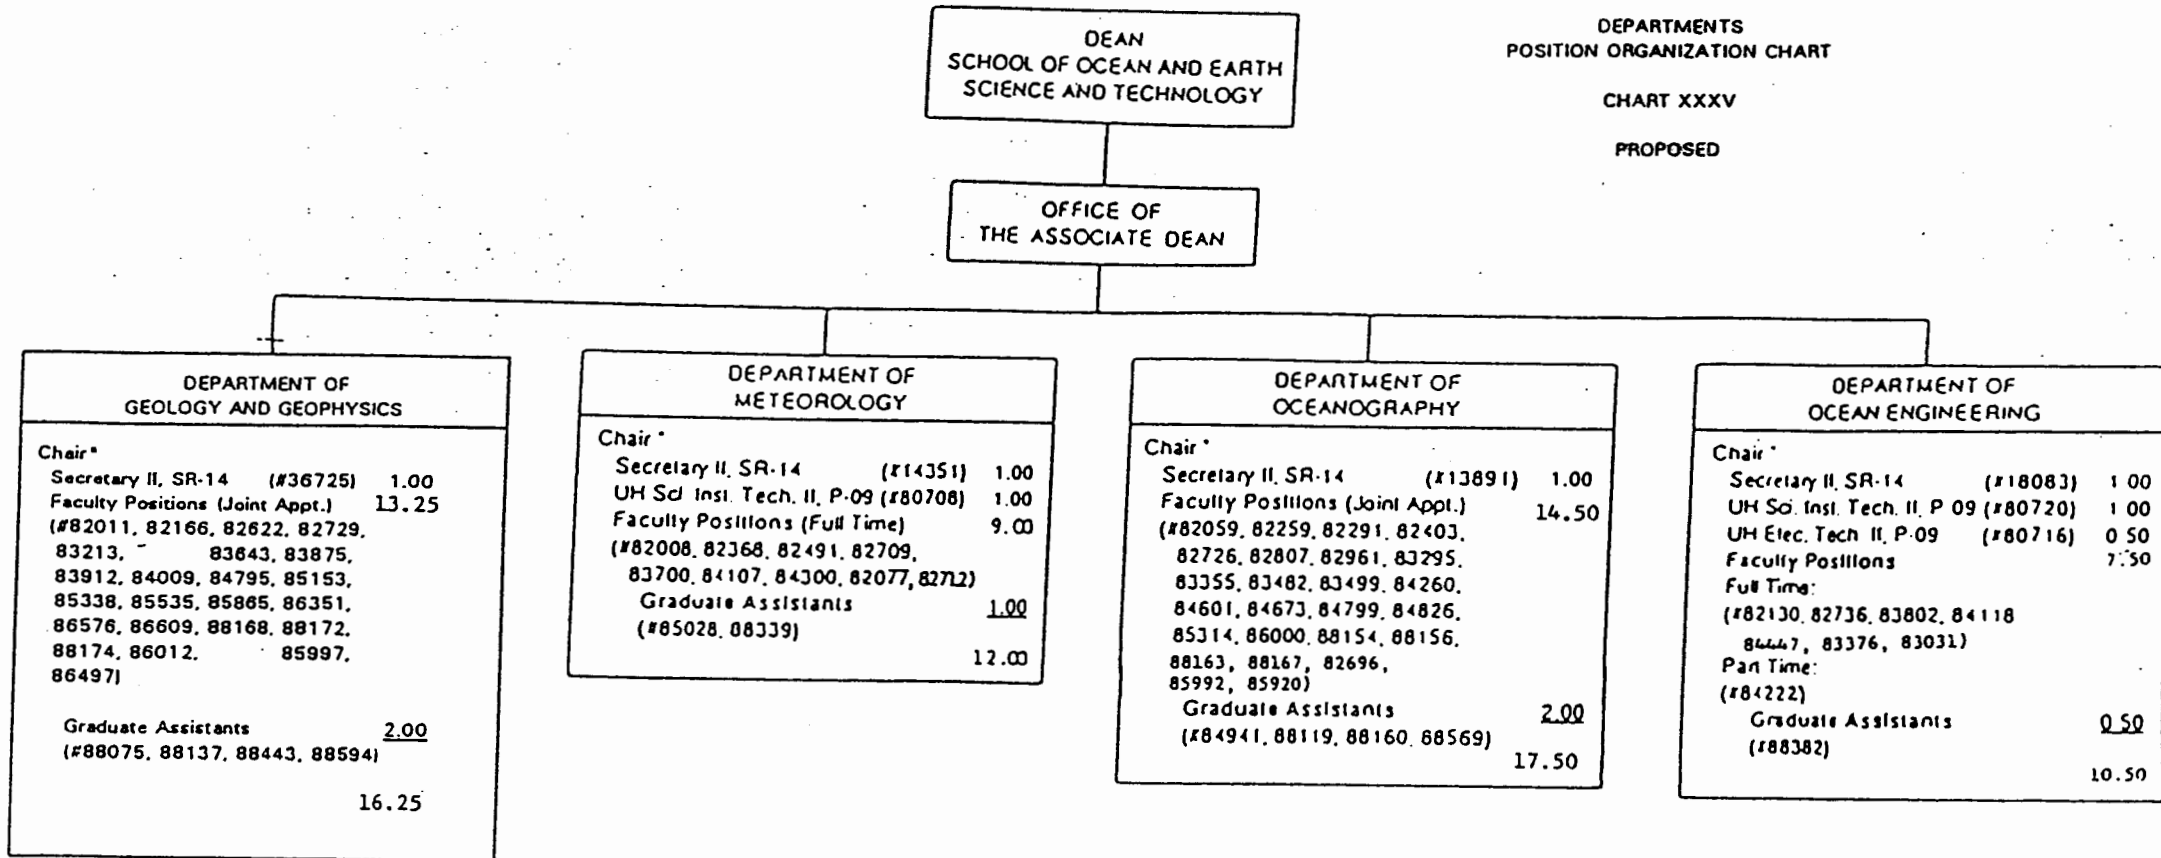 DEPARTMENTS
POSITION ORGANIZATION CHART
CHART XXXV
PROPOSED
DEAN
SCHOOL OF OCEAN AND EARTH
SCIENCE AND TECHNOLOGY
OFFICE OF
THE ASSOCIATE DEAN
DEPARTMENT OF
GEOLOGY AND GEOPHYSICS
Chair*
Secretary II, SR-14 (#36725) 1.00
Faculty Positions (Joint Appt.) 13.25
(#82011, 82166, 82622, 82729,
83213, 83643, 83875,
83912, 84009, 84795, 85153,
85338, 85535, 85865, 86351,
86576, 86609, 88168, 88172,
88174, 86012, 85997,
86497)
Graduate Assistants 2.00
(#88075, 88137, 88443, 88594)
16.25
DEPARTMENT OF
METEOROLOGY
Chair*
Secretary II, SR-14 (#14351) 1.00
UH Sci Inst. Tech. II, P-09 (#80708) 1.00
Faculty Positions (Full Time) 9.00
(#82008, 82368, 82491, 82709,
83700, 84107, 84300, 82077, 82712)
Graduate Assistants 1.00
(#85028, 88339)
12.00
DEPARTMENT OF
OCEANOGRAPHY
Chair*
Secretary II, SR-14 (#13891) 1.00
Faculty Positions (Joint Appt.) 14.50
(#82059, 82259, 82291, 82403,
82726, 82807, 82961, 83295,
83355, 83482, 83499, 84260,
84601, 84673, 84799, 84826,
85314, 86000, 88154, 88156,
88163, 88167, 82696,
85992, 85920)
Graduate Assistants 2.00
(#84941, 88119, 88160, 88569)
17.50
DEPARTMENT OF
OCEAN ENGINEERING
Chair*
Secretary II, SR-14 (#18083) 1.00
UH Sci. Inst. Tech. II, P 09 (#80720) 1.00
UH Elec. Tech II, P-09 (#80716) 0.50
Faculty Positions 7.50
Full Time:
(#82130, 82736, 83802, 84118
84447, 83376, 83031)
Part Time:
(#84222)
Graduate Assistants 0.50
(#88382)
10.50